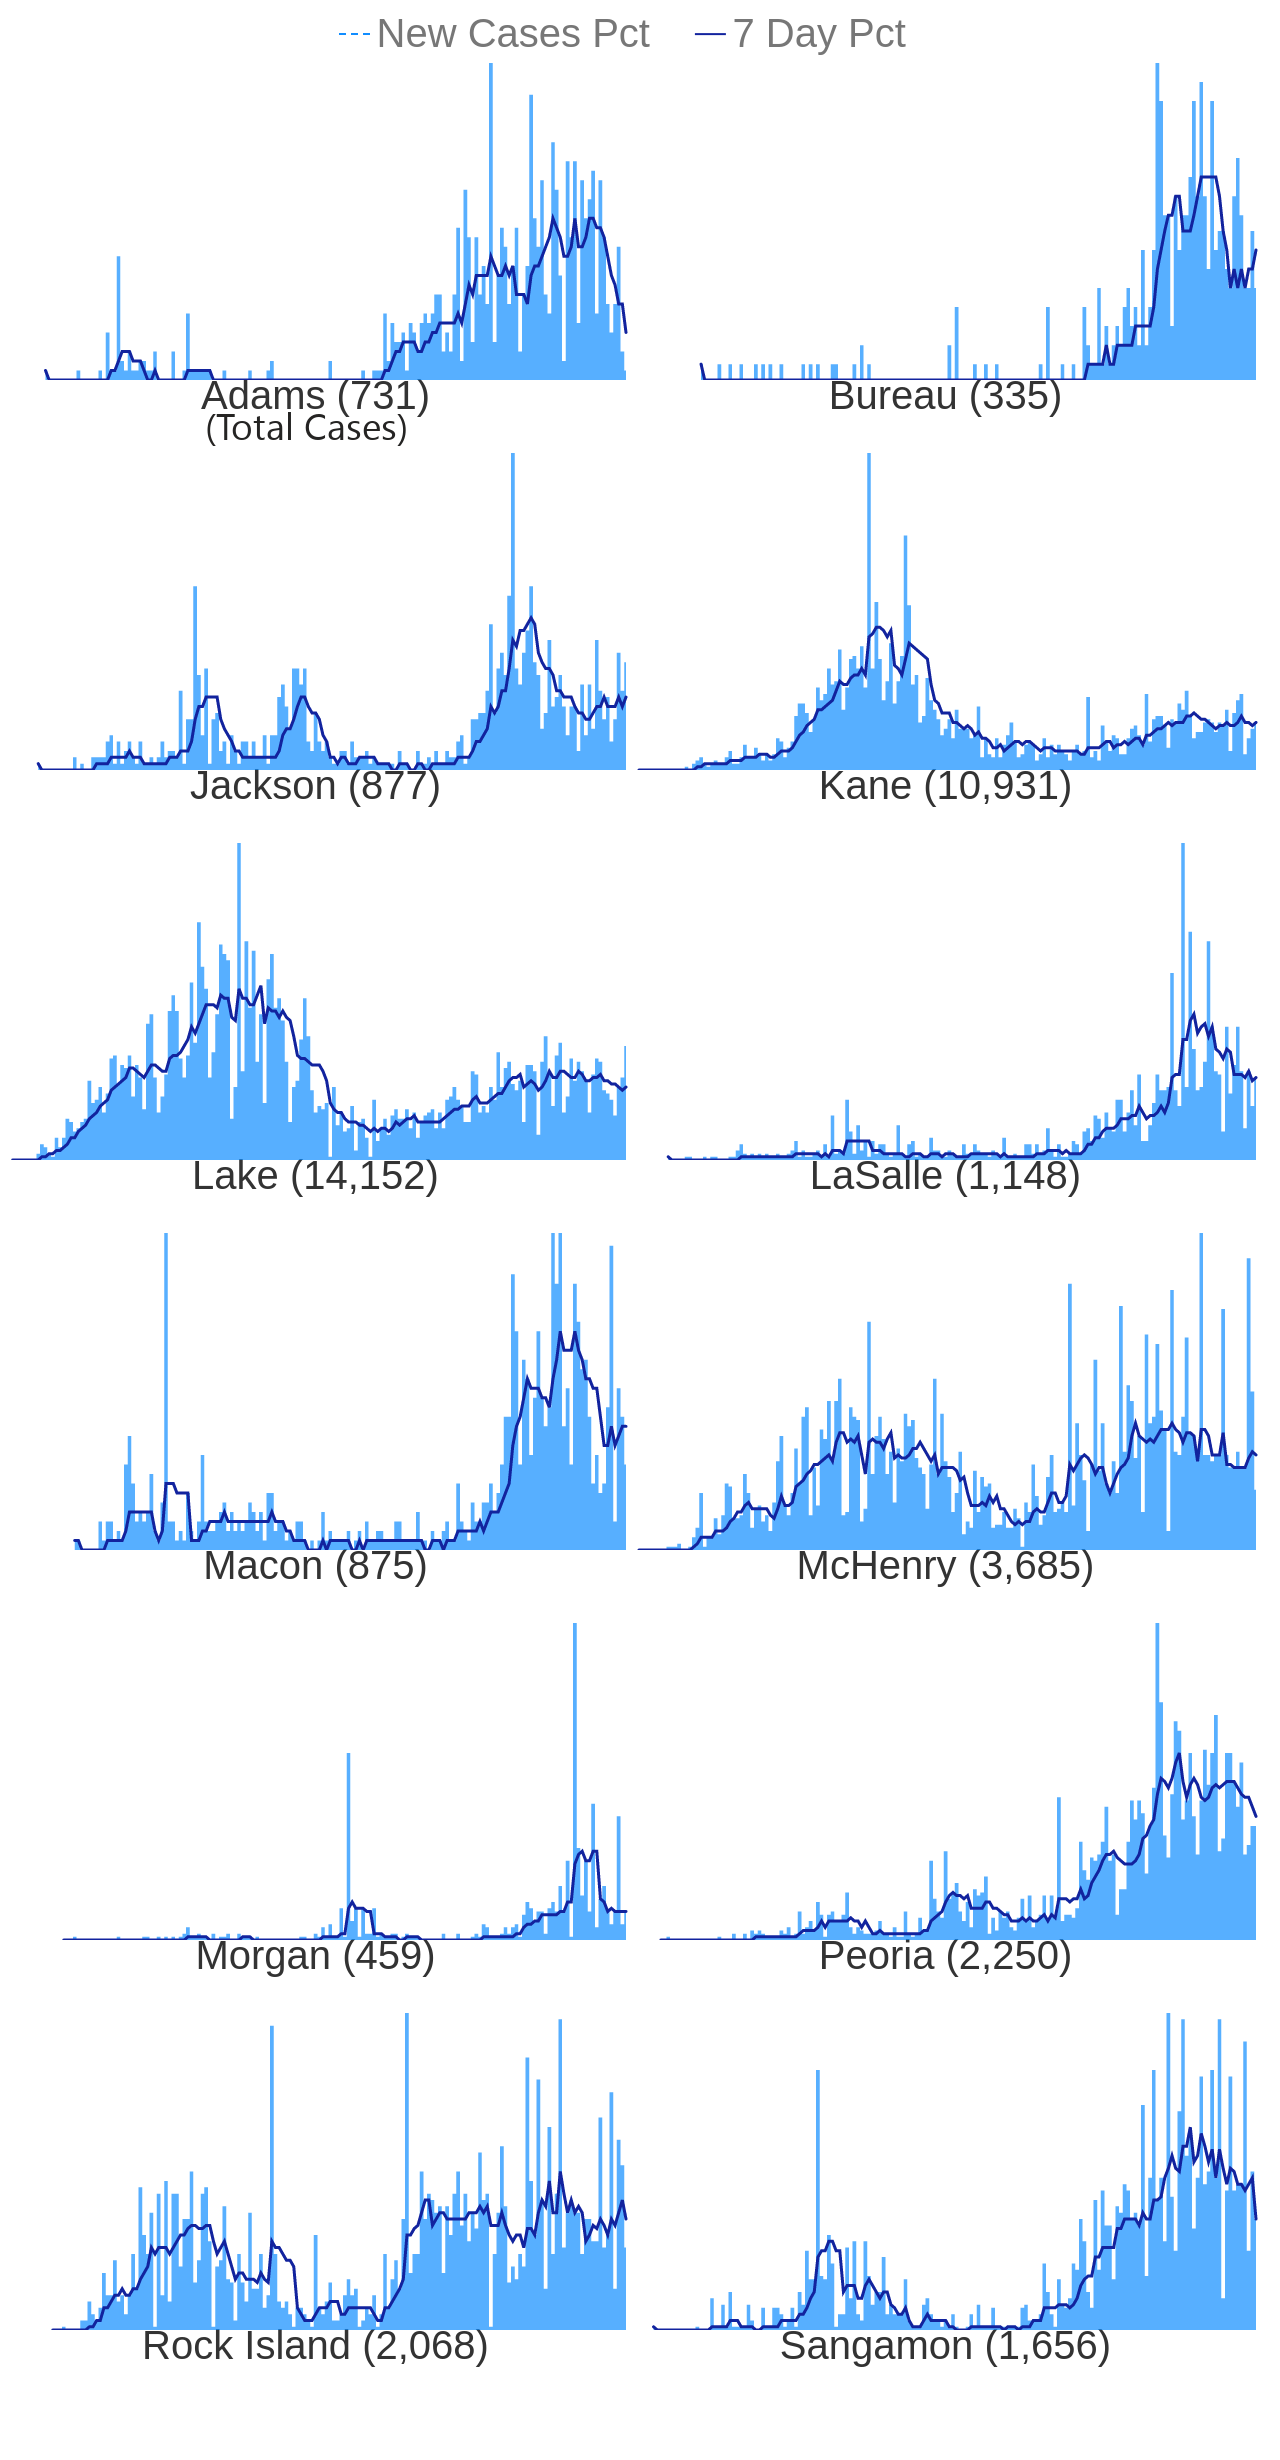 New Cases Pct 7 Day Pct
Adams (731) Bureau (335)
(Total Cases)
Jackson (877) Kane (10,931)
Lake (14,152) LaSalle (1,148)
Macon (875) McHenry (3,685)
Morgan (459) Peoria (2,250)
Rock Island (2,068) Sangamon (1,656)